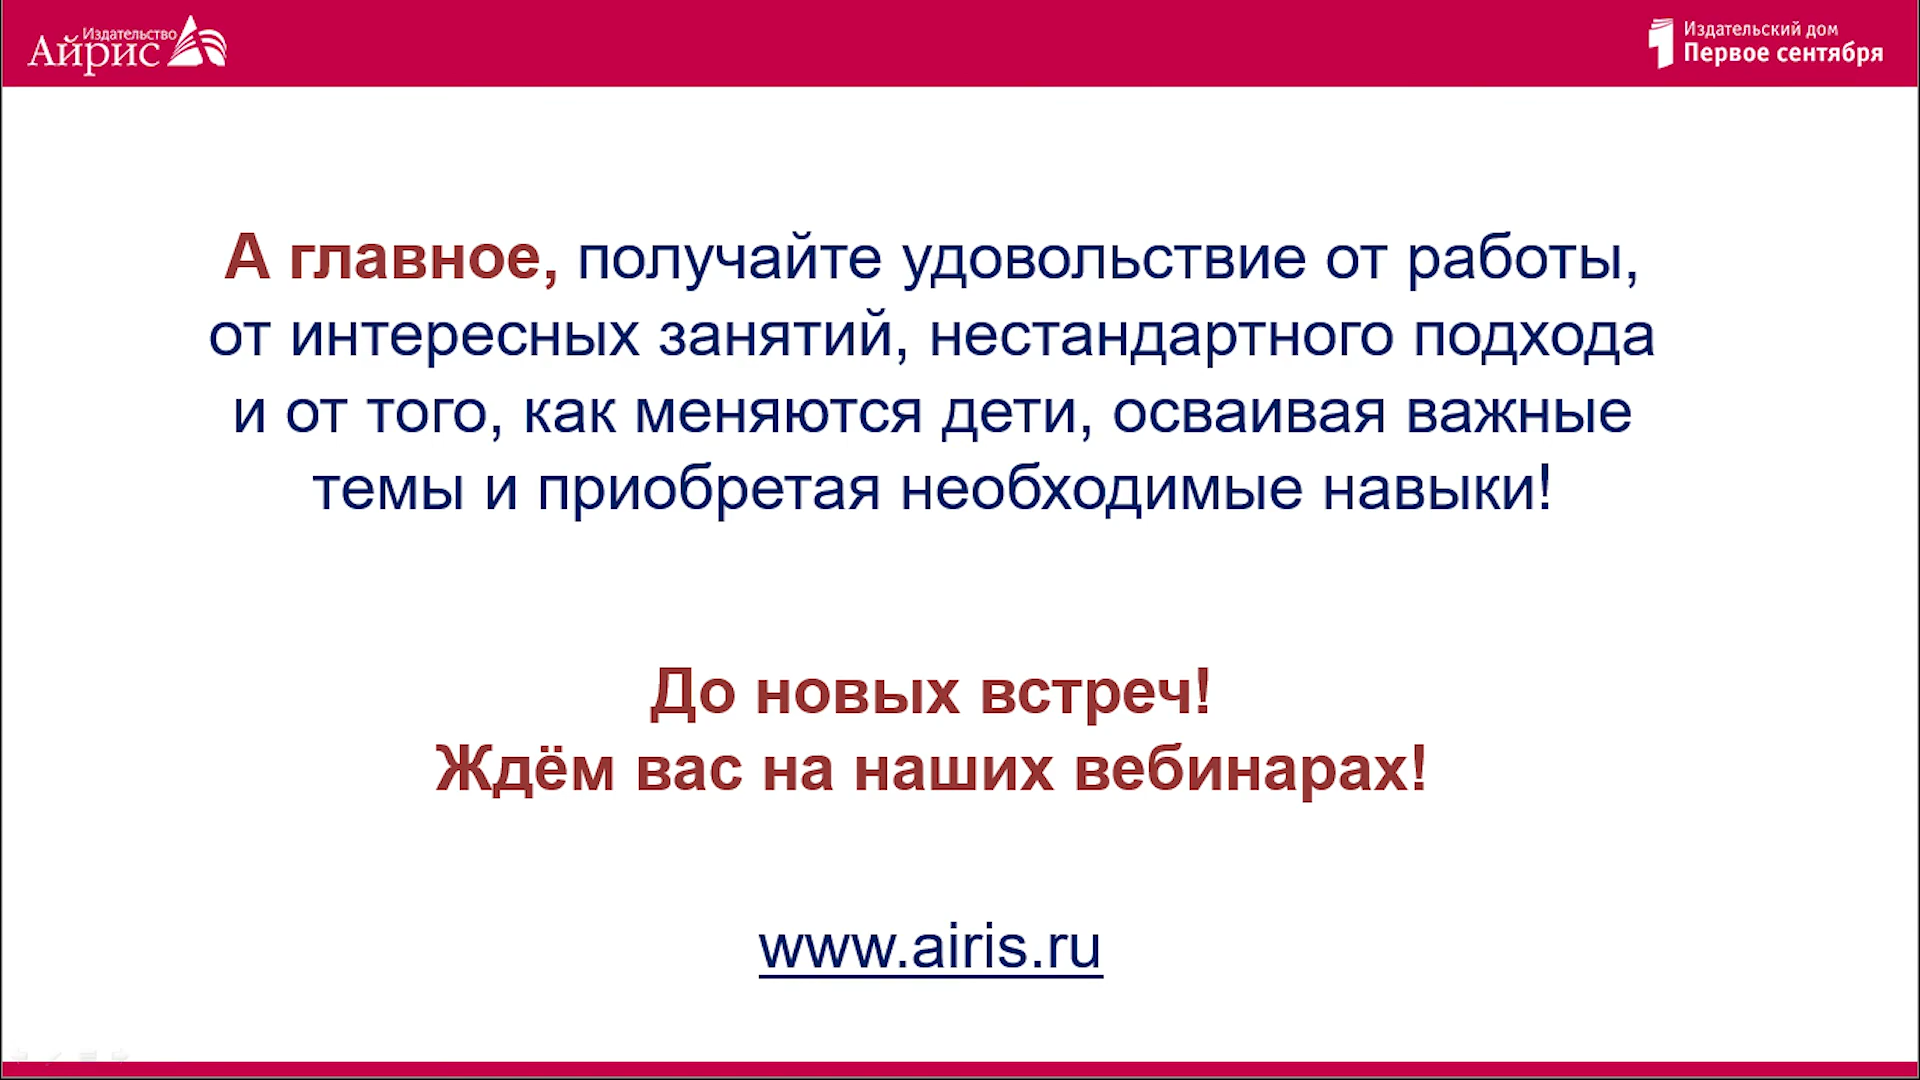 Издательство
Айрис
Издательский дом
Первое сентября
А главное, получайте удовольствие от работы,
от интересных занятий, нестандартного подхода
и от того, как меняются дети, осваивая важные
темы и приобретая необходимые навыки!
До новых встреч!
Ждём вас на наших вебинарах!
www.airis.ru